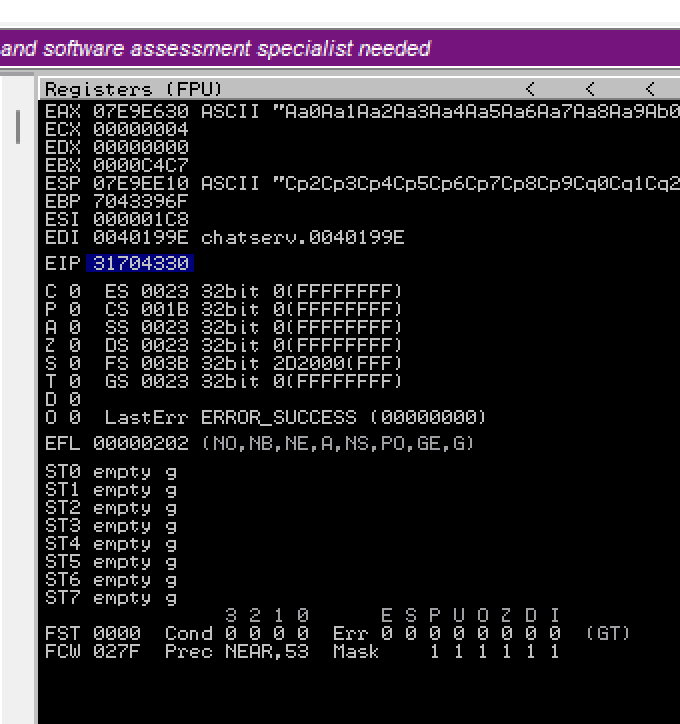 and software assessment specialist needed
Registers (FPU) < < <
EAX 07E9E630 ASCII "Aa0Aa1Aa2Aa3Aa4Aa5Aa6Aa7Aa8Aa9Ab0
ECX 00000004
EDX 00000000
EBX 0000C4C7
ESP 07E9EE10 ASCII "Cp2Cp3Cp4Cp5Cp6Cp7Cp8Cp9Cq0Cq1Cq2
EBP 7043396F
ESI 000001C8
EDI 0040199E chatserv.0040199E
EIP 31704330
C 0 ES 0023 32bit 0(FFFFFFFF)
P 0 CS 001B 32bit 0(FFFFFFFF)
A 0 SS 0023 32bit 0(FFFFFFFF)
Z 0 DS 0023 32bit 0(FFFFFFFF)
S 0 FS 003B 32bit 2D2000(FFF)
T 0 GS 0023 32bit 0(FFFFFFFF)
D 0
O 0 LastErr ERROR_SUCCESS (00000000)
EFL 00000202 (NO,NB,NE,A,NS,PO,GE,G)
ST0 empty g
ST1 empty g
ST2 empty g
ST3 empty g
ST4 empty g
ST5 empty g
ST6 empty g
ST7 empty g
3 2 1 0 E S P U O Z D I
FST 0000 Cond 0 0 0 0 Err 0 0 0 0 0 0 0 0 (GT)
FCW 027F Prec NEAR,53 Mask 1 1 1 1 1 1